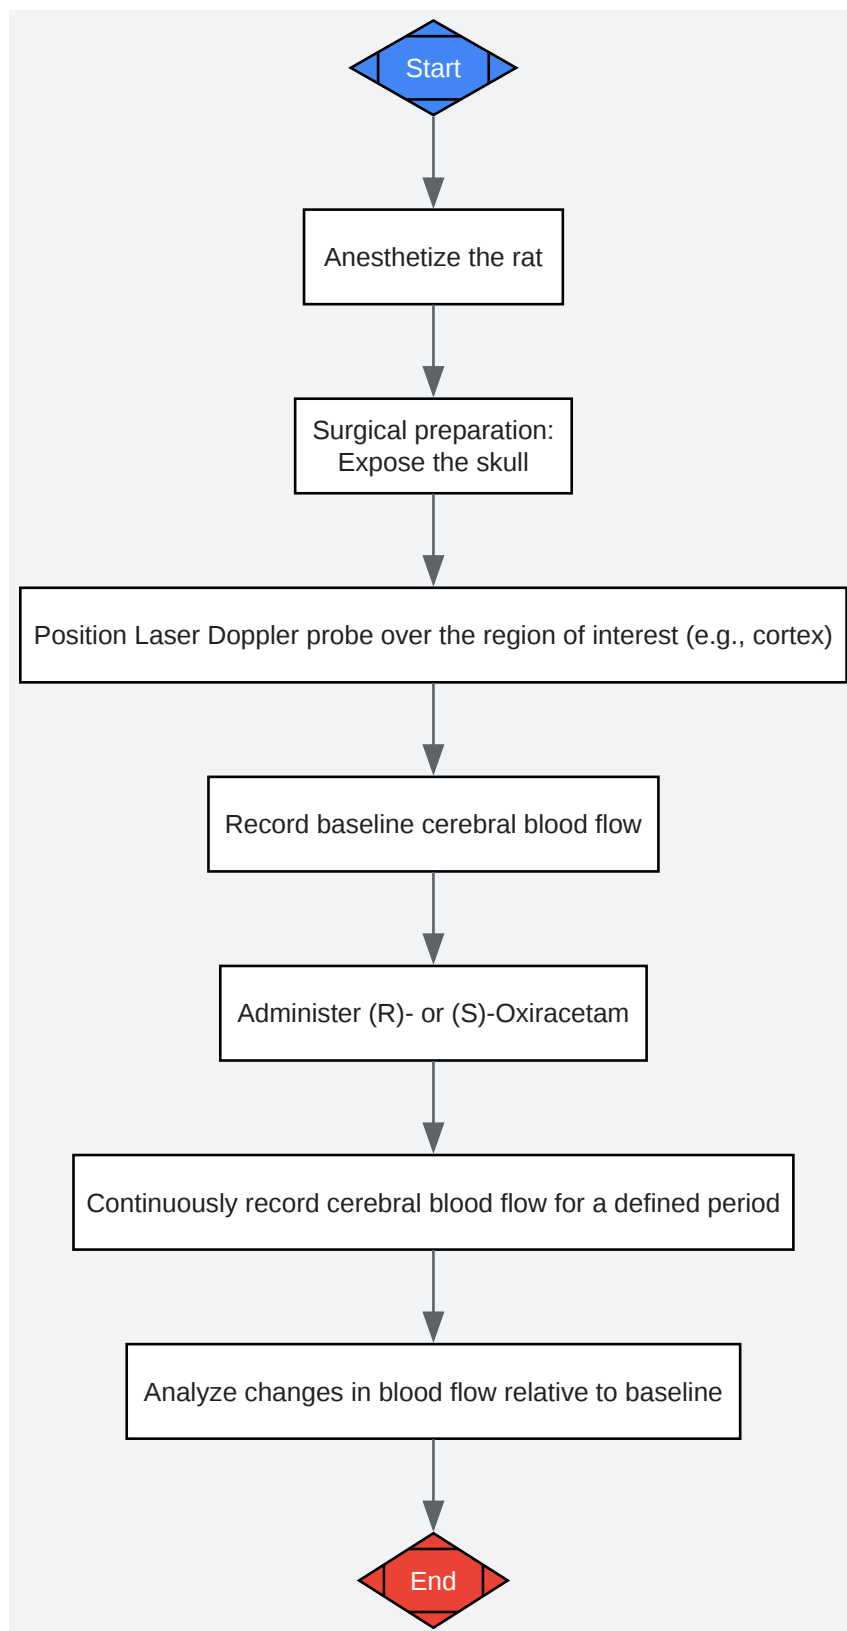 Start
Anesthetize the rat
Surgical preparation:
Expose the skull
Position Laser Doppler probe over the region of interest (e.g., cortex)
Record baseline cerebral blood flow
Administer (R)- or (S)-Oxiracetam
Continuously record cerebral blood flow for a defined period
Analyze changes in blood flow relative to baseline
End